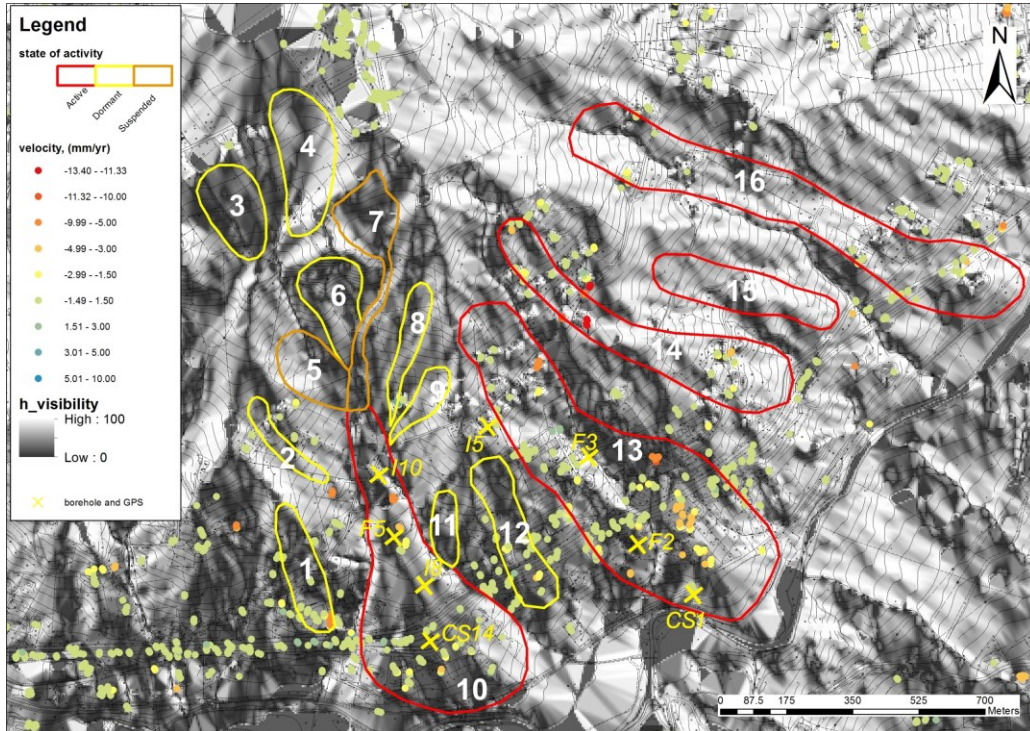 Legend
state of activity
Active
Dormant
Suspended
velocity, (mm/yr)
-13.40 - -11.33
-11.32 - -10.00
-9.99 - -5.00
-4.99 - -3.00
-2.99 - -1.50
-1.49 - 1.50
1.51 - 3.00
3.01 - 5.00
5.01 - 10.00
h_visibility
High : 100
Low : 0
borehole and GPS
N
4
3
7
16
6
15
8
5
14
9
I5
F3
13
2
I10
11
12
F5
F2
1
CS1
CS14
10
0 87.5 175 350 525 700
Meters